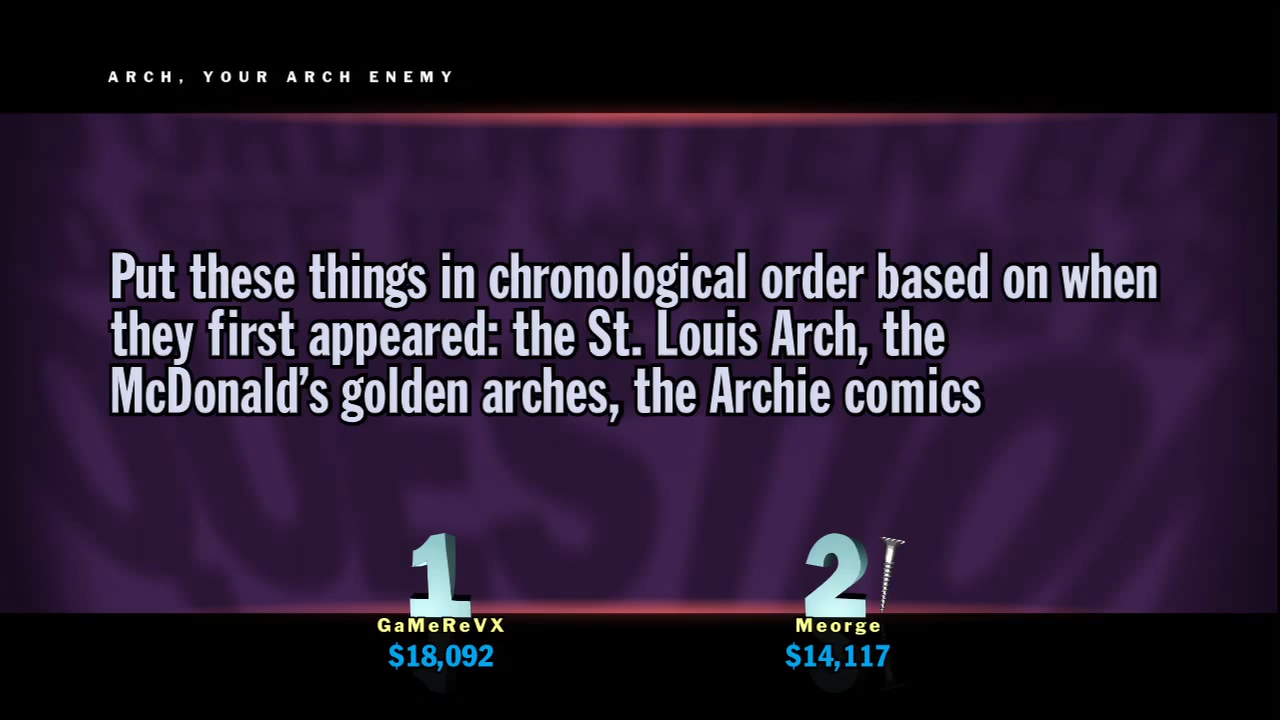 ARCH, YOUR ARCH ENEMY
Put these things in chronological order based on when
they first appeared: the St. Louis Arch, the
McDonald’s golden arches, the Archie comics
1
2
GaMeReVX
Meorge
$18,092
$14,117